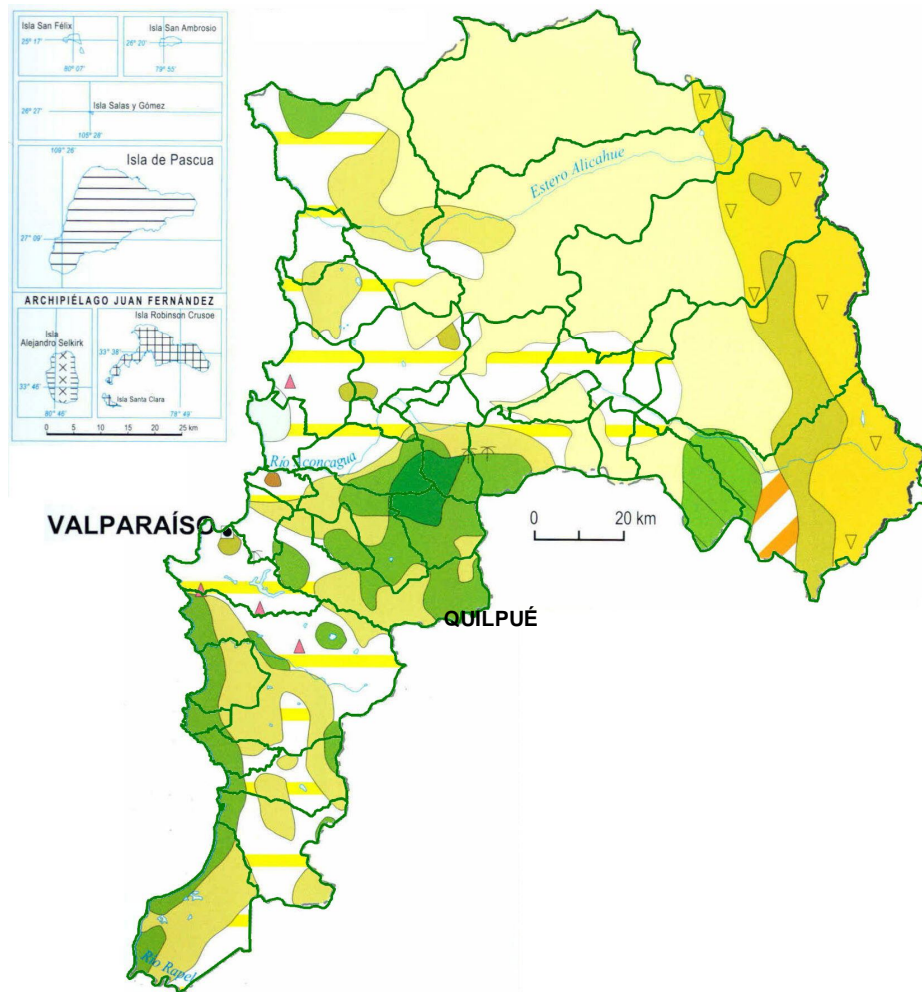 Isla San Félix
25° 17'
80° 07'
Isla San Ambrosio
26° 20'
79° 55'
Isla Salas y Gómez
26° 27'
105° 28'
109° 26'
Isla de Pascua
27° 09'
ARCHIPIÉLAGO JUAN FERNÁNDEZ
Isla
Alejandro Selkirk
33° 46'
80° 46'
Isla Robinson Crusoe
33° 38'
Isla Santa Clara
78° 49'
0 5 10 15 20 25 km
Estero Alicahue
Río Aconcagua
VALPARAÍSO
0 20 km
QUILPUÉ
Río Rapel